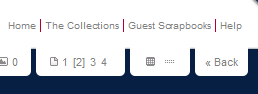 Home | The Collections | Guest Scrapbooks | Help
0 1 [2] 3 4 « Back